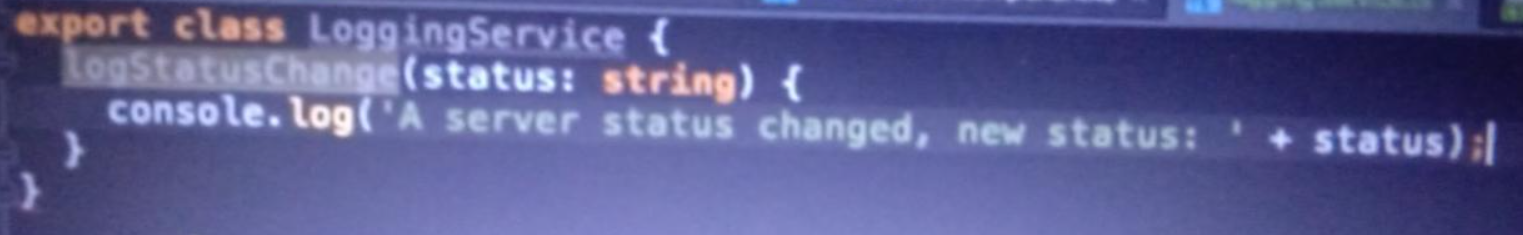 export class LoggingService {
  logStatusChange(status: string) {
    console.log('A server status changed, new status: ' + status);
  }
}